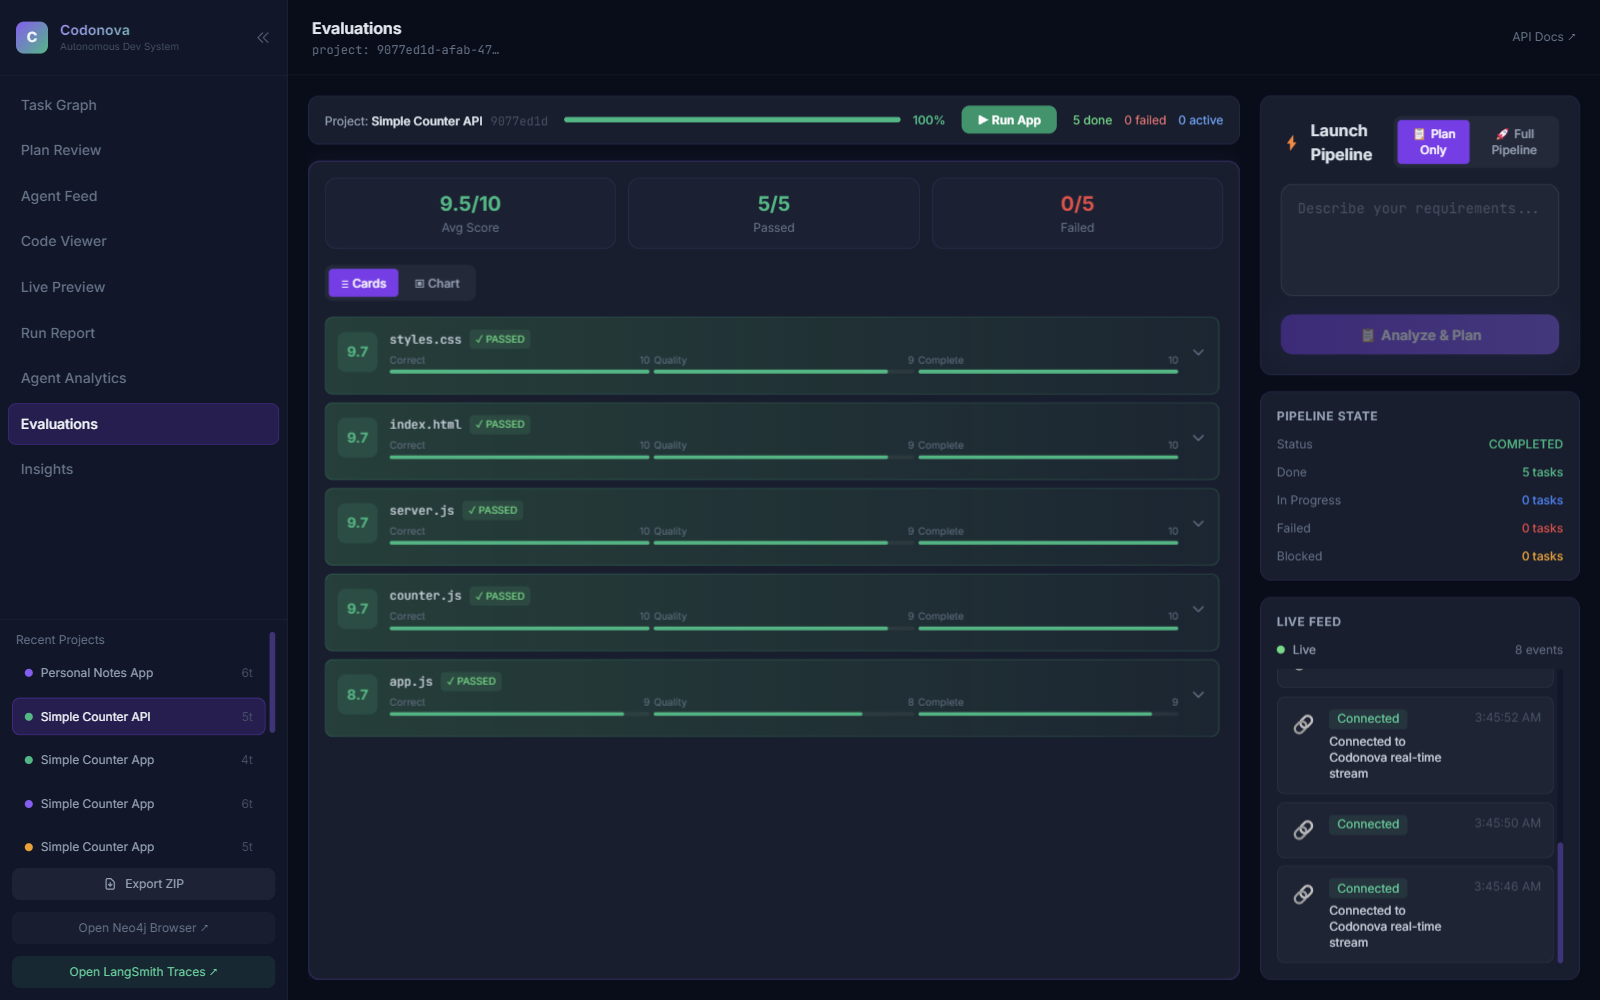 C
Codonova
Autonomous Dev System
Task Graph
Plan Review
Agent Feed
Code Viewer
Live Preview
Run Report
Agent Analytics
Evaluations
Insights
Recent Projects
Personal Notes App 6t
Simple Counter API 5t
Simple Counter App 4t
Simple Counter App 6t
Simple Counter App 5t
Export ZIP
Open Neo4j Browser ↗
Open LangSmith Traces ↗
Evaluations
project: 9077ed1d-afab-47…
API Docs ↗
Project: Simple Counter API 9077ed1d 100% ▶ Run App 5 done 0 failed 0 active
9.5/10
Avg Score
5/5
Passed
0/5
Failed
☰ Cards
▣ Chart
9.7
styles.css ✓ PASSED
Correct 10 Quality 9 Complete 10
9.7
index.html ✓ PASSED
Correct 10 Quality 9 Complete 10
9.7
server.js ✓ PASSED
Correct 10 Quality 9 Complete 10
9.7
counter.js ✓ PASSED
Correct 10 Quality 9 Complete 10
8.7
app.js ✓ PASSED
Correct 9 Quality 8 Complete 9
Launch
Pipeline
Plan
Only
Full
Pipeline
Describe your requirements...
Analyze & Plan
PIPELINE STATE
Status COMPLETED
Done 5 tasks
In Progress 0 tasks
Failed 0 tasks
Blocked 0 tasks
LIVE FEED
Live 8 events
Connected 3:45:52 AM
Connected to
Codonova real-time
stream
Connected 3:45:50 AM
Connected 3:45:46 AM
Connected to
Codonova real-time
stream